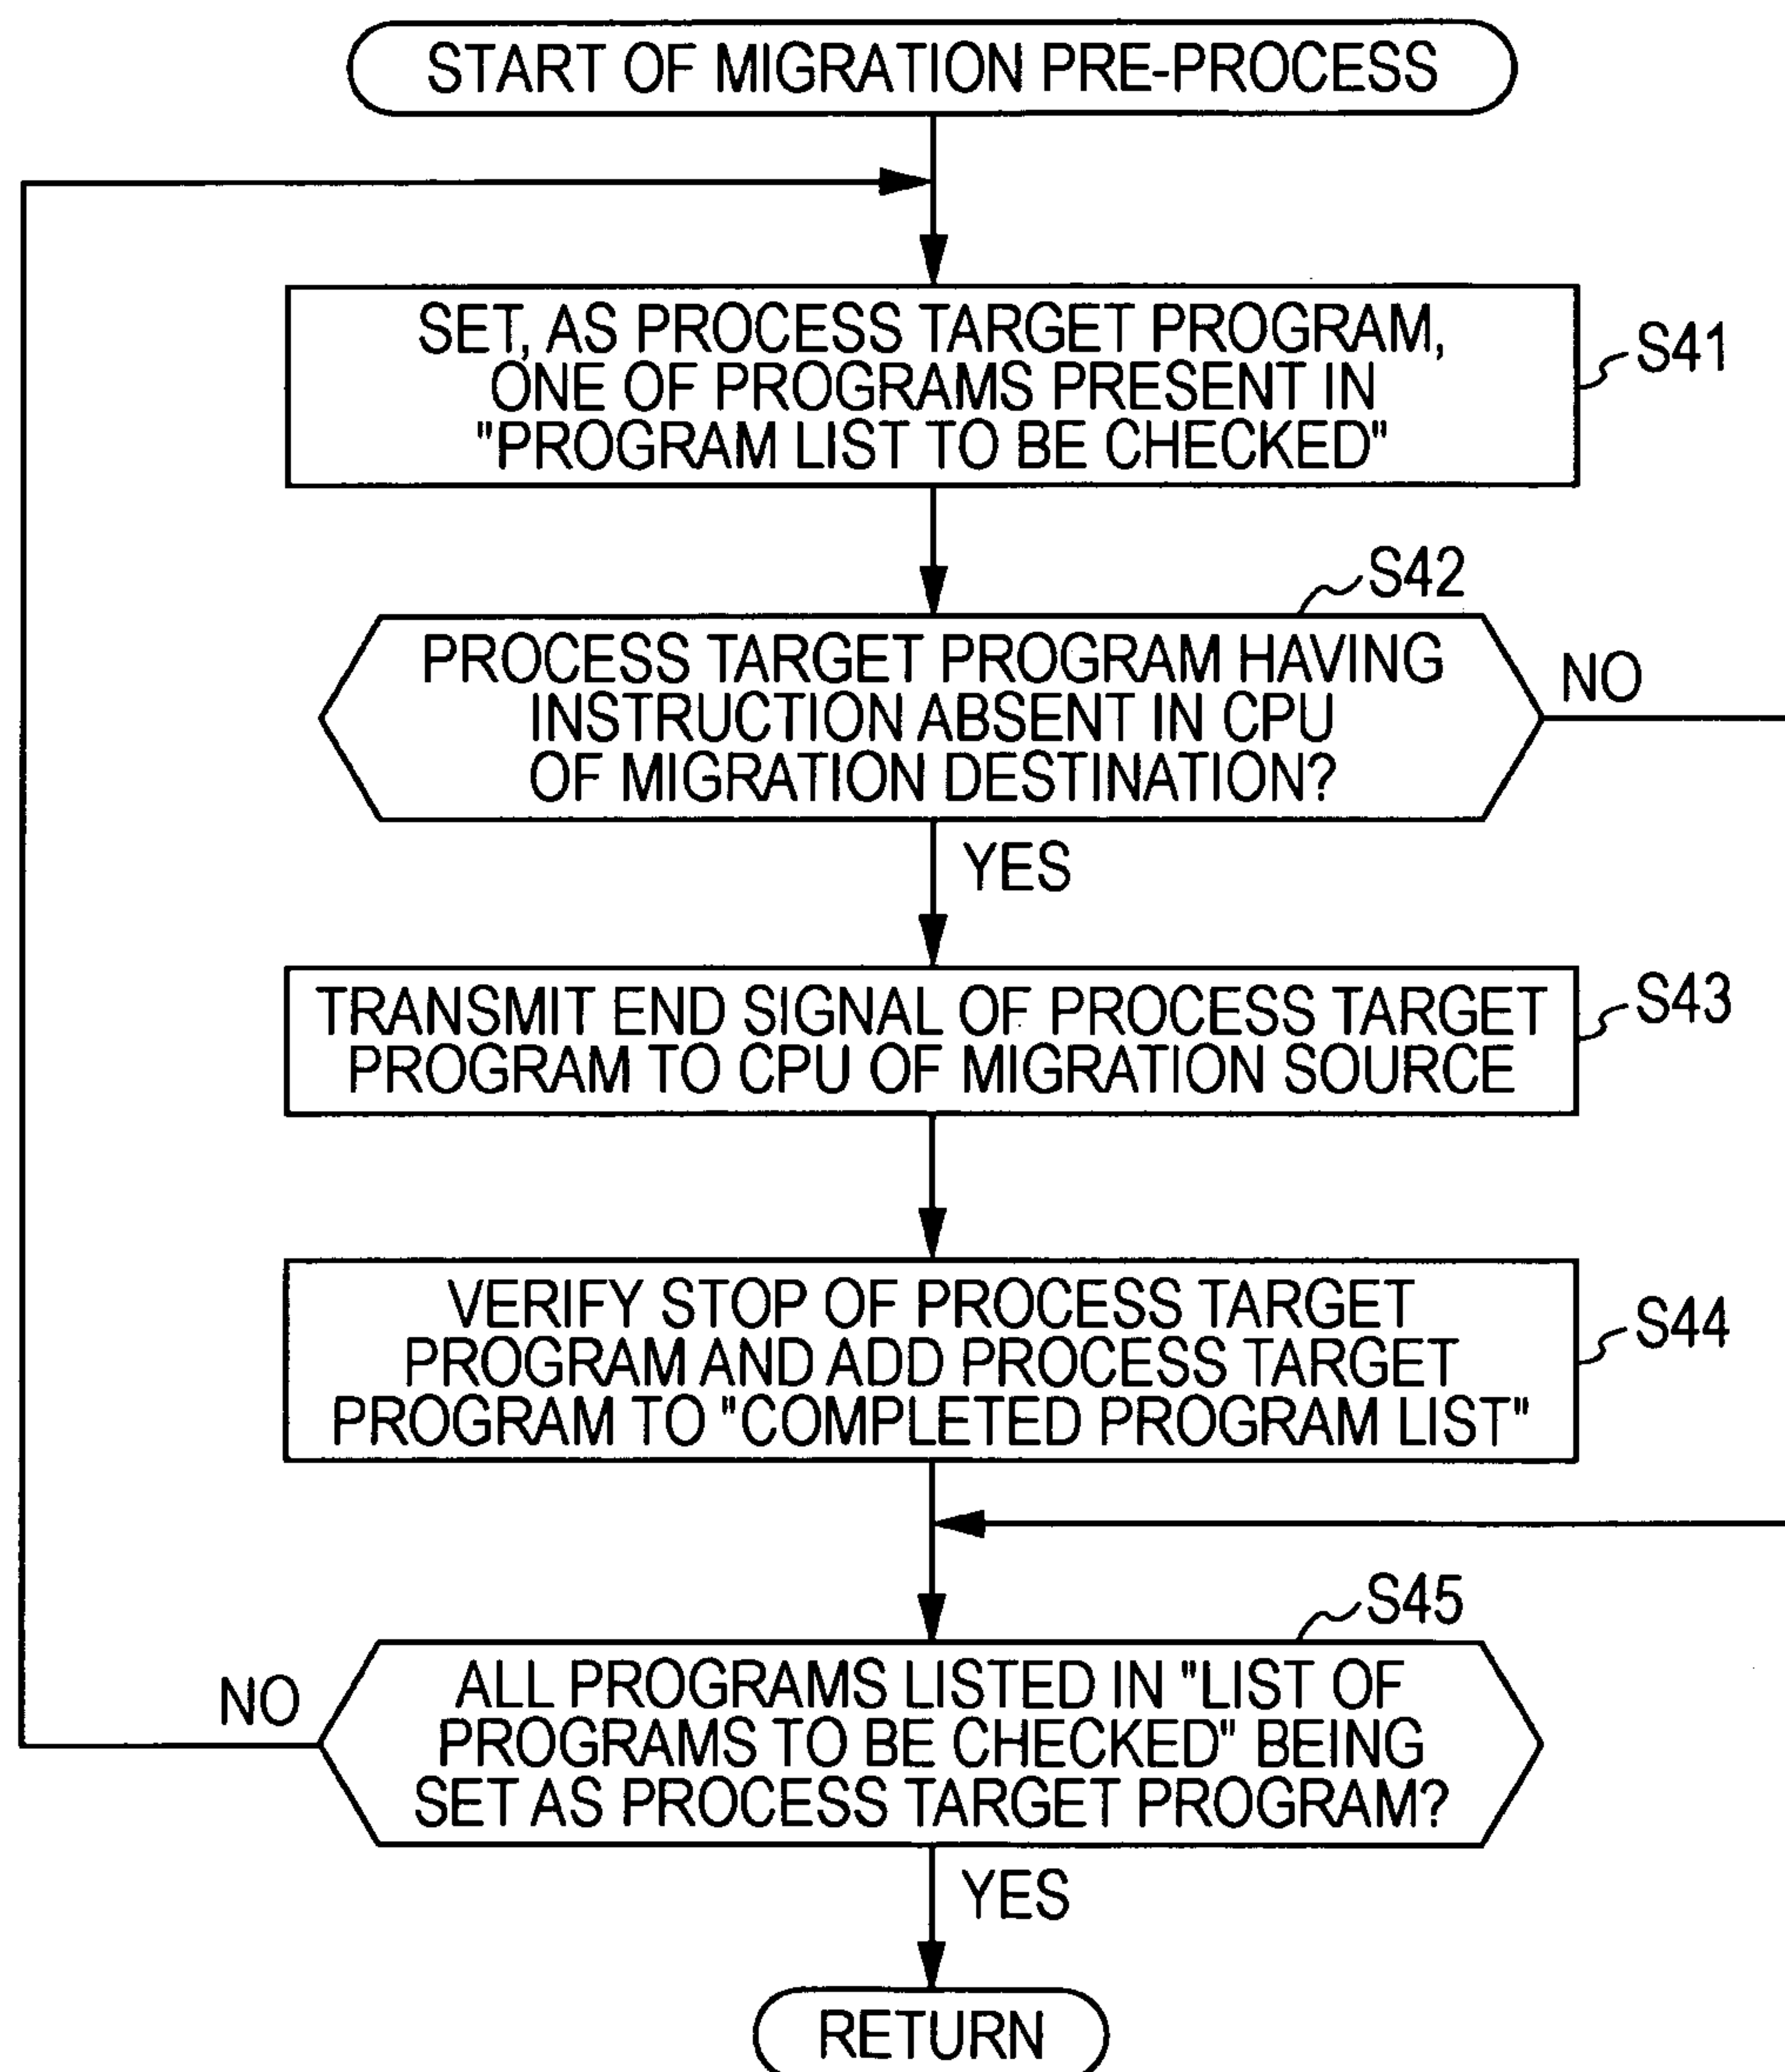 START OF MIGRATION PRE-PROCESS
SET, AS PROCESS TARGET PROGRAM,
ONE OF PROGRAMS PRESENT IN
"PROGRAM LIST TO BE CHECKED"
S41
S42
PROCESS TARGET PROGRAM HAVING
INSTRUCTION ABSENT IN CPU
OF MIGRATION DESTINATION?
NO
YES
TRANSMIT END SIGNAL OF PROCESS TARGET
PROGRAM TO CPU OF MIGRATION SOURCE
S43
VERIFY STOP OF PROCESS TARGET
PROGRAM AND ADD PROCESS TARGET
PROGRAM TO "COMPLETED PROGRAM LIST"
S44
S45
ALL PROGRAMS LISTED IN "LIST OF
PROGRAMS TO BE CHECKED" BEING
SET AS PROCESS TARGET PROGRAM?
NO
YES
RETURN